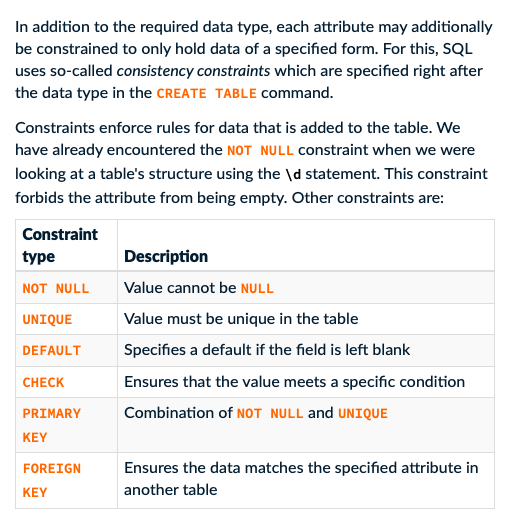 In addition to the required data type, each attribute may additionally
be constrained to only hold data of a specified form. For this, SQL
uses so-called consistency constraints which are specified right after
the data type in the CREATE TABLE command.
Constraints enforce rules for data that is added to the table. We
have already encountered the NOT NULL constraint when we were
looking at a table's structure using the \d statement. This constraint
forbids the attribute from being empty. Other constraints are:
Constraint
type
Description
NOT NULL
Value cannot be NULL
UNIQUE
Value must be unique in the table
DEFAULT
Specifies a default if the field is left blank
CHECK
Ensures that the value meets a specific condition
PRIMARY
KEY
Combination of NOT NULL and UNIQUE
FOREIGN
KEY
Ensures the data matches the specified attribute in
another table